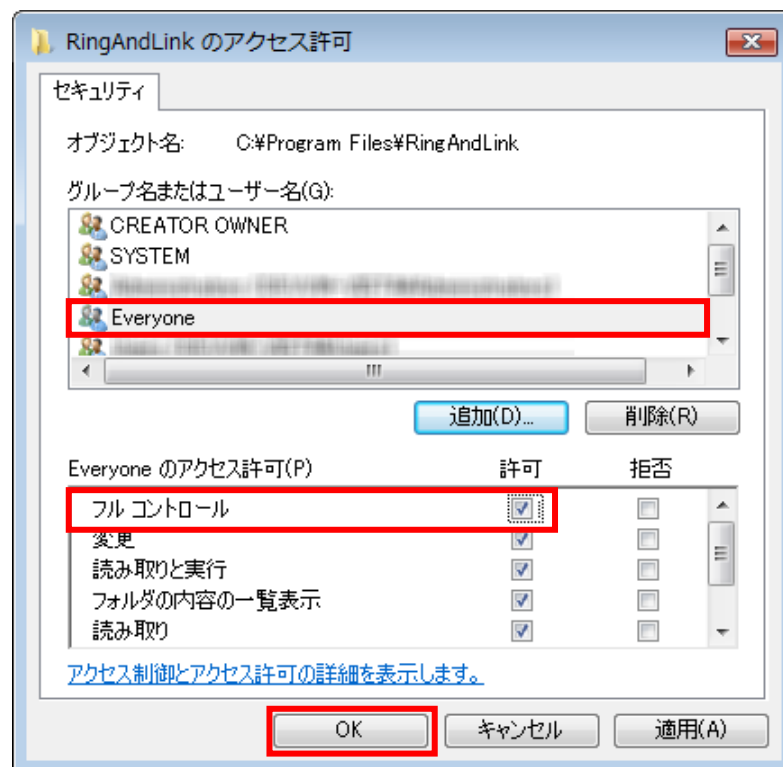 RingAndLink のアクセス許可
セキュリティ
オブジェクト名: C:¥Program Files¥RingAndLink
グループ名またはユーザー名(G):
CREATOR OWNER
SYSTEM
Everyone
追加(D)... 削除(R)
Everyone のアクセス許可(P) 許可 拒否
フル コントロール
変更
読み取りと実行
フォルダの内容の一覧表示
読み取り
アクセス制御とアクセス許可の詳細を表示します。
OK キャンセル 適用(A)